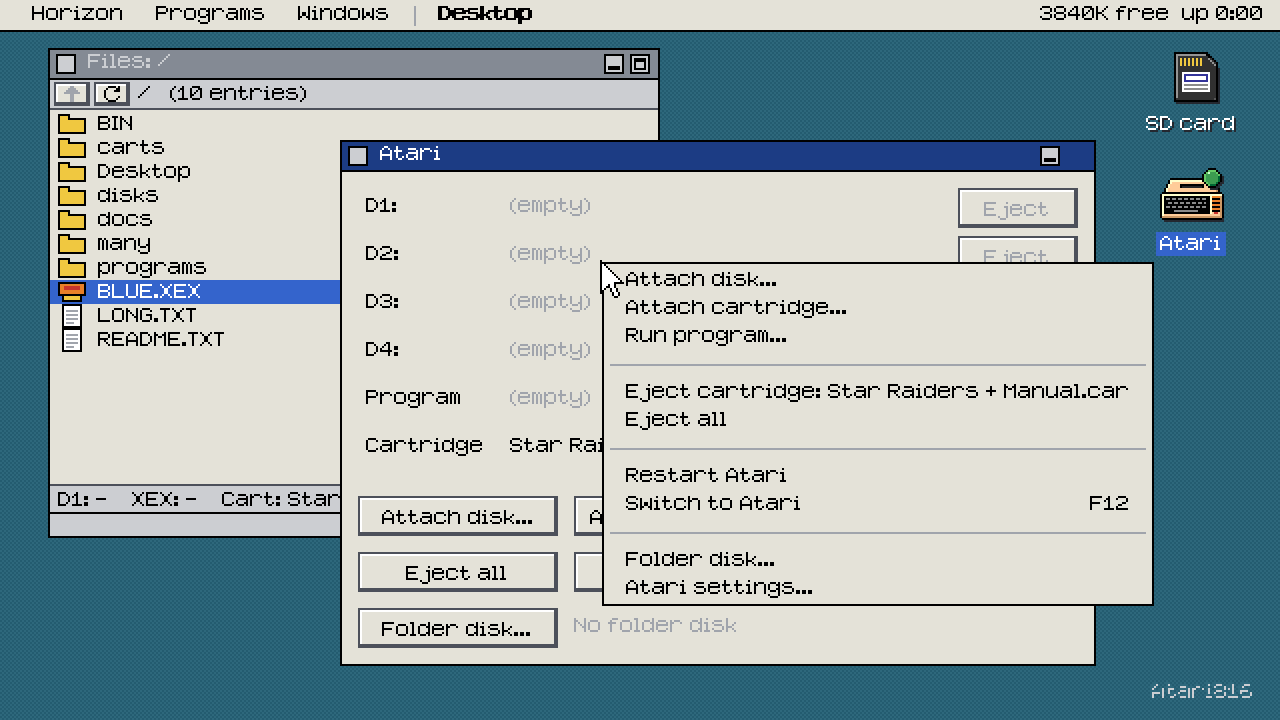 Horizon Programs Windows | Desktop 3840K free up 0:00
Files: /
/ (10 entries)
BIN
carts
Desktop
disks
docs
many
programs
BLUE.XEX
LONG.TXT
README.TXT
D1: - XEX: - Cart: Star
Atari
D1: (empty) Eject
D2: (empty) Eject
D3: (empty)
D4: (empty)
Program (empty)
Cartridge Star Rai
Attach disk... A
Eject all
Folder disk... No folder disk
Attach disk...
Attach cartridge...
Run program...
Eject cartridge: Star Raiders + Manual.car
Eject all
Restart Atari
Switch to Atari F12
Folder disk...
Atari settings...
SD card
Atari
Atari816